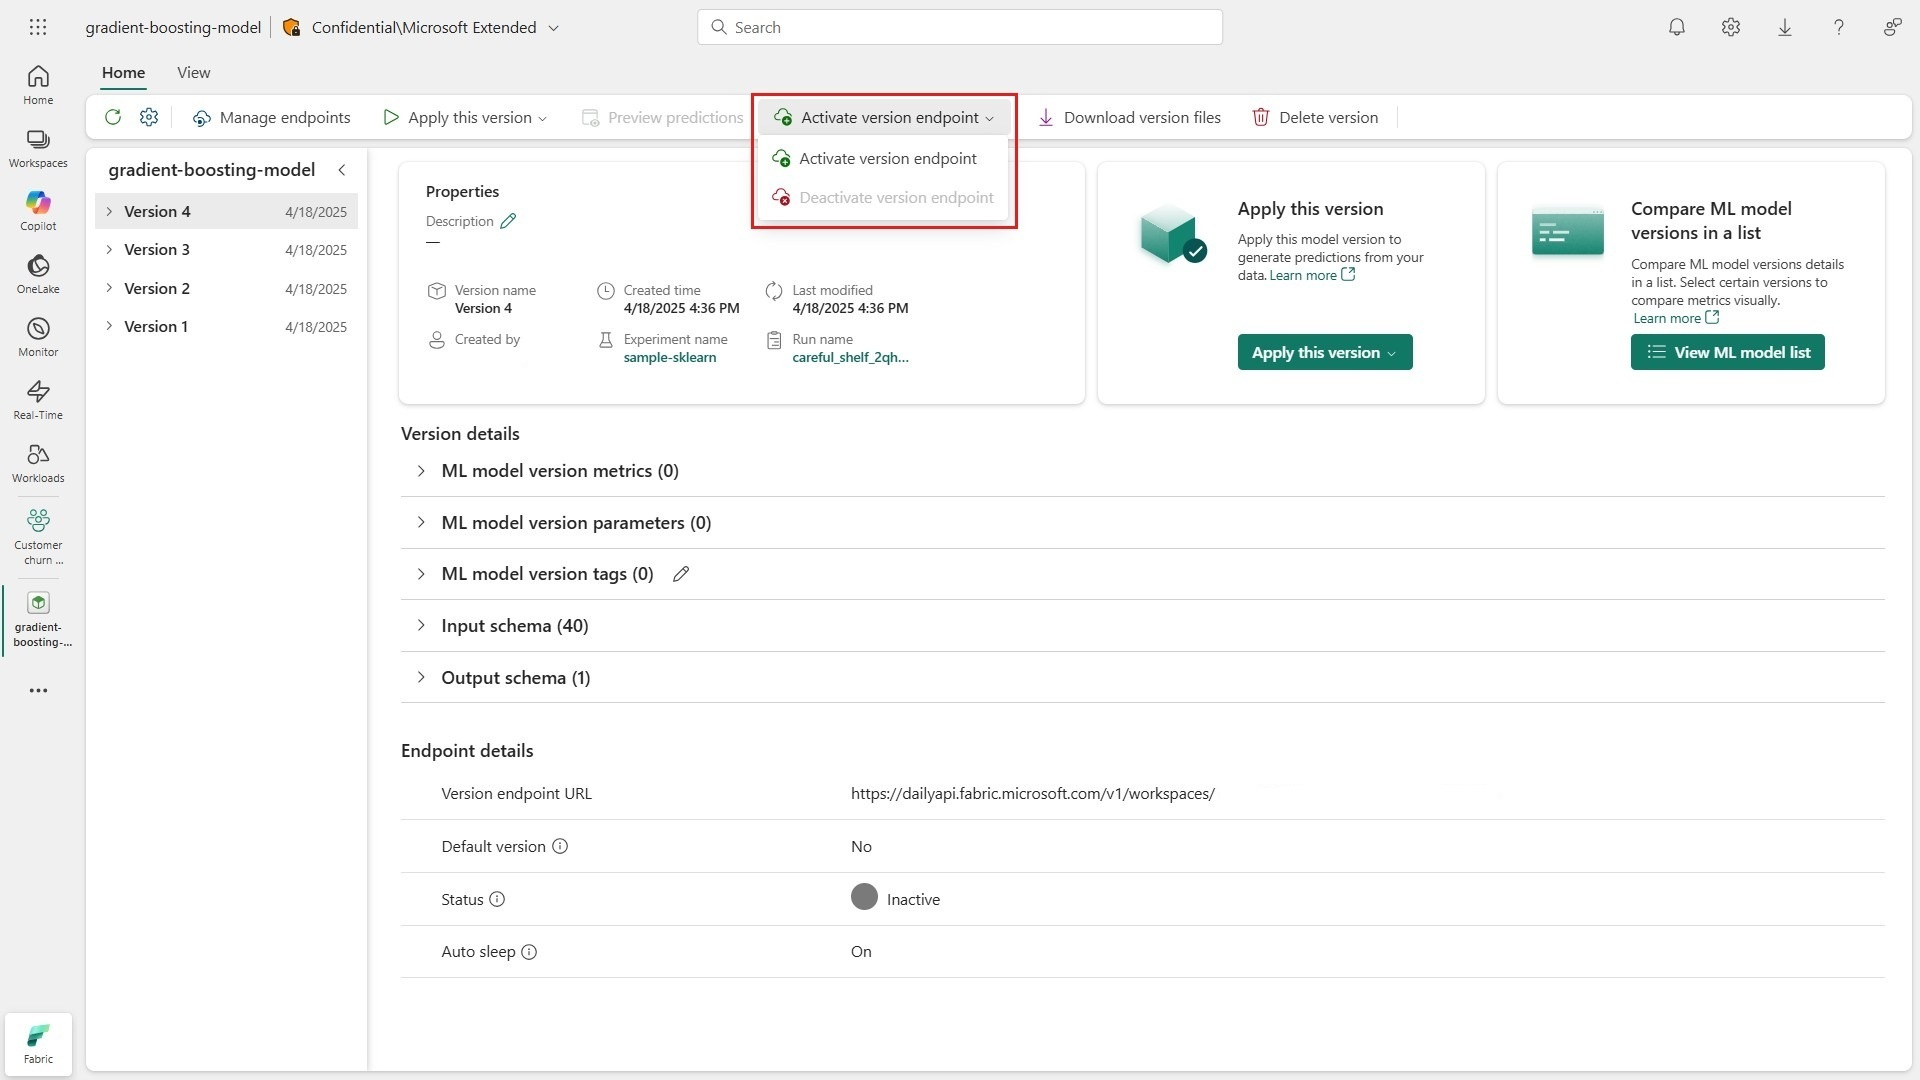 gradient-boosting-model
Confidential\Microsoft Extended
Search
Home
View
Manage endpoints
Apply this version
Preview predictions
Activate version endpoint
Download version files
Delete version
Activate version endpoint
Deactivate version endpoint
Home
Workspaces
Copilot
OneLake
Monitor
Real-Time
Workloads
Customer
churn ...
gradient-
boosting-...
Fabric
gradient-boosting-model
Version 4 4/18/2025
Version 3 4/18/2025
Version 2 4/18/2025
Version 1 4/18/2025
Properties
Description
—
Version name
Version 4
Created time
4/18/2025 4:36 PM
Last modified
4/18/2025 4:36 PM
Created by
Experiment name
sample-sklearn
Run name
careful_shelf_2qh...
Apply this version
Apply this model version to
generate predictions from your
data. Learn more
Apply this version
Compare ML model
versions in a list
Compare ML model versions details
in a list. Select certain versions to
compare metrics visually.
Learn more
View ML model list
Version details
ML model version metrics (0)
ML model version parameters (0)
ML model version tags (0)
Input schema (40)
Output schema (1)
Endpoint details
Version endpoint URL https://dailyapi.fabric.microsoft.com/v1/workspaces/
Default version No
Status Inactive
Auto sleep On